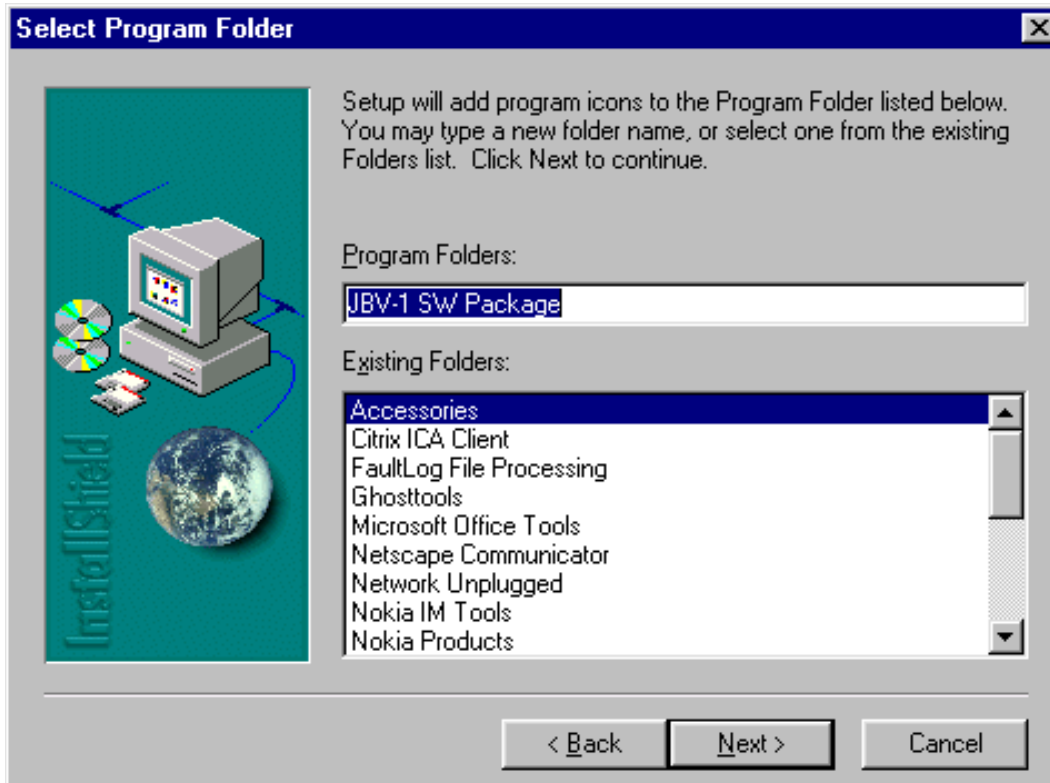 Select Program Folder
Setup will add program icons to the Program Folder listed below.
You may type a new folder name, or select one from the existing
Folders list.  Click Next to continue.
Program Folders:
JBV-1 SW Package
Existing Folders:
Accessories
Citrix ICA Client
FaultLog File Processing
Ghosttools
Microsoft Office Tools
Netscape Communicator
Network Unplugged
Nokia IM Tools
Nokia Products
InstallShield
< Back
Next >
Cancel